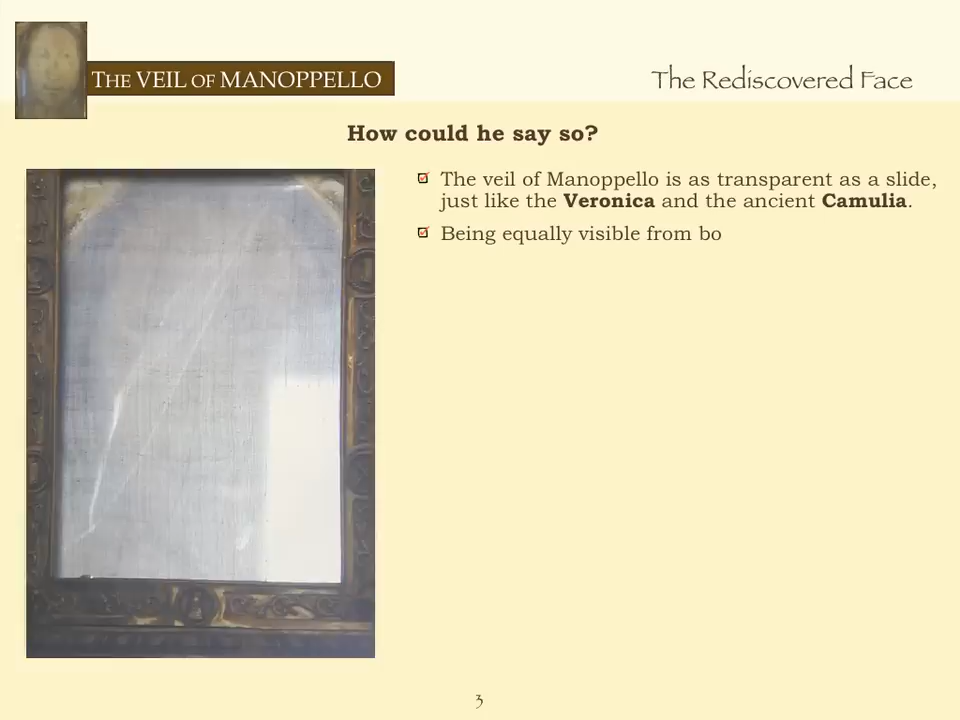 THE VEIL OF MANOPPELLO
The Rediscovered Face
How could he say so?
The veil of Manoppello is as transparent as a slide,
just like the Veronica and the ancient Camulia.
Being equally visible from bo
3